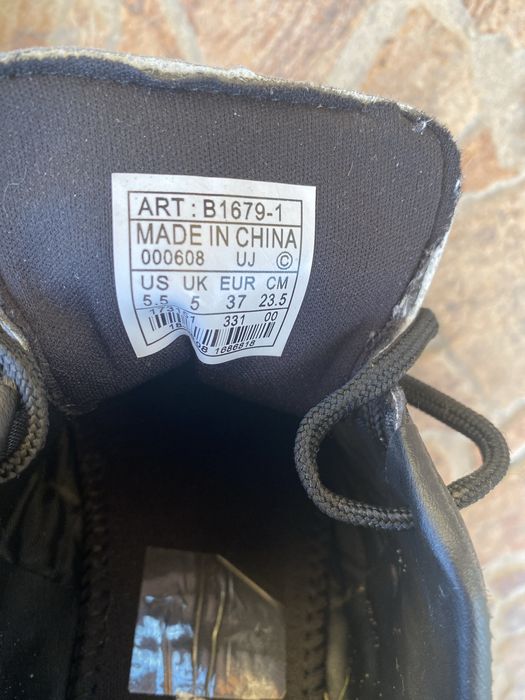 ART : B1679-1
MADE IN CHINA
000608 UJ ©
US UK EUR CM
5.5 5 37 23.5
331 00
1686818